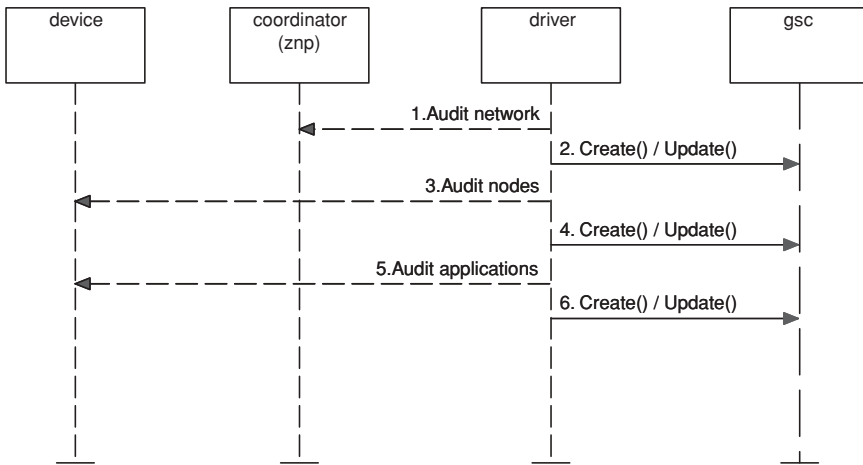 device
coordinator
(znp)
driver
gsc
1.Audit network
2. Create() / Update()
3.Audit nodes
4. Create() / Update()
5.Audit applications
6. Create() / Update()